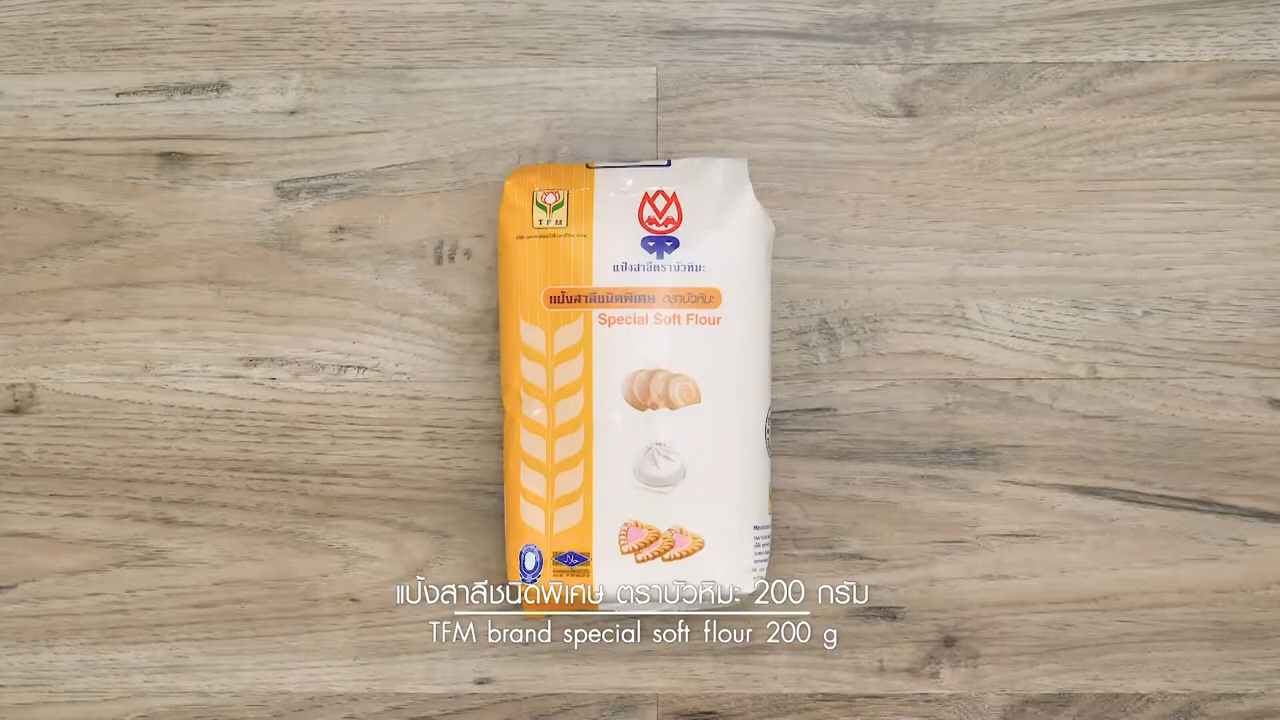 TFM
แป้งสาลีตราบัวหิมะ
แป้งสาลีชนิดพิเศษ ตราบัวหิมะ
Special Soft Flour
แป้งสาลีชนิดพิเศษ ตราบัวหิมะ 200 กรัม
TFM brand special soft flour 200 g